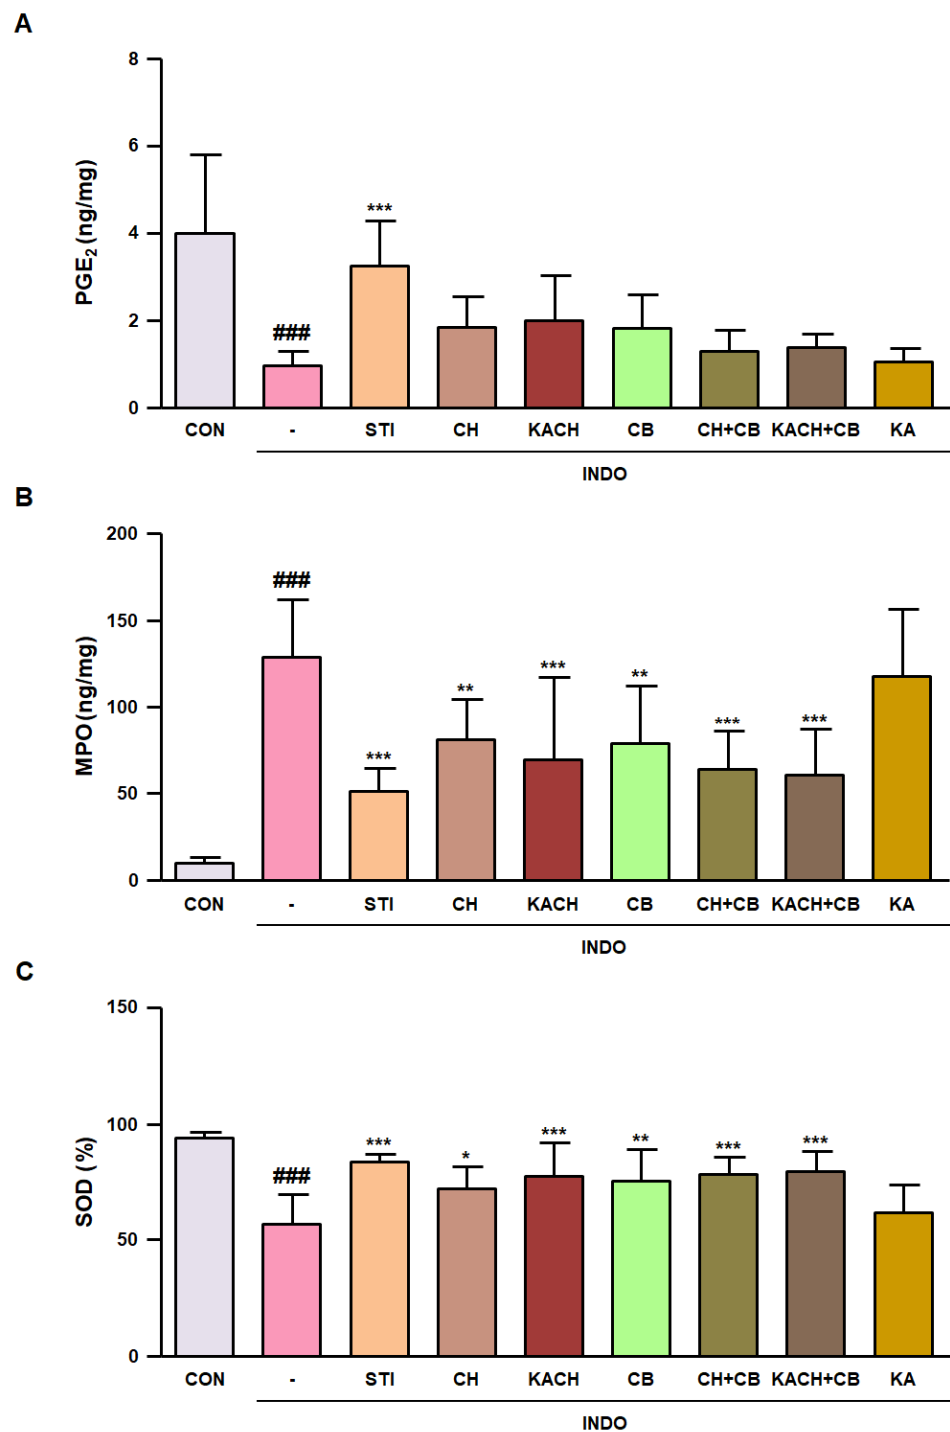 A
8
6
4
2
0
PGE2 (ng/mg)
***
###
CON - STI CH KACH CB CH+CB KACH+CB KA
INDO
B
200
150
100
50
0
MPO (ng/mg)
###
***
**
***
**
***
***
CON - STI CH KACH CB CH+CB KACH+CB KA
INDO
C
150
100
50
0
SOD (%)
###
***
*
***
**
***
***
CON - STI CH KACH CB CH+CB KACH+CB KA
INDO